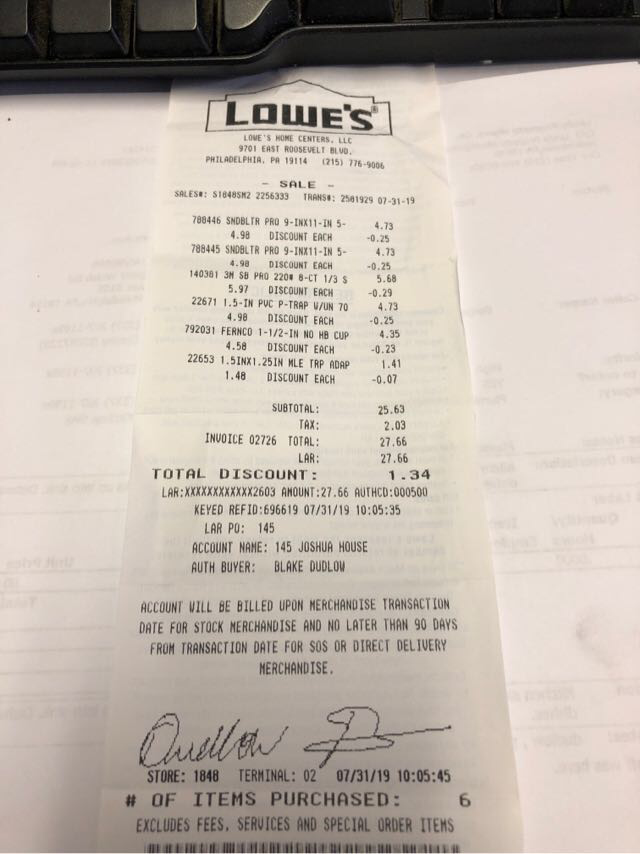 LOWE'S®
LOWE'S HOME CENTERS, LLC
9701 EAST ROOSEVELT BLVD.
PHILADELPHIA, PA 19114 (215) 776-9006
- SALE -
SALES#: S1848SM2 2256333 TRANS#: 2581929 07-31-19
788446 SNDBLTR PRO 9-INX11-IN 5- 4.73
4.98 DISCOUNT EACH -0.25
788445 SNDBLTR PRO 9-INX11-IN 5- 4.73
4.98 DISCOUNT EACH -0.25
140381 3M SB PRO 220# 8-CT 1/3 S 5.68
5.97 DISCOUNT EACH -0.29
22671 1.5-IN PVC P-TRAP W/UN 70 4.73
4.98 DISCOUNT EACH -0.25
792031 FERNCO 1-1/2-IN NO HB CUP 4.35
4.58 DISCOUNT EACH -0.23
22653 1.5INX1.25IN MLE TRP ADAP 1.41
1.48 DISCOUNT EACH -0.07
SUBTOTAL: 25.63
TAX: 2.03
INVOICE 02726 TOTAL: 27.66
LAR: 27.66
TOTAL DISCOUNT: 1.34
LAR:XXXXXXXXXXXX2603 AMOUNT:27.66 AUTHCD:000500
KEYED REFID:696619 07/31/19 10:05:35
LAR PO: 145
ACCOUNT NAME: 145 JOSHUA HOUSE
AUTH BUYER: BLAKE DUDLOW
ACCOUNT WILL BE BILLED UPON MERCHANDISE TRANSACTION
DATE FOR STOCK MERCHANDISE AND NO LATER THAN 90 DAYS
FROM TRANSACTION DATE FOR SOS OR DIRECT DELIVERY
MERCHANDISE.
STORE: 1848 TERMINAL: 02 07/31/19 10:05:45
# OF ITEMS PURCHASED: 6
EXCLUDES FEES, SERVICES AND SPECIAL ORDER ITEMS